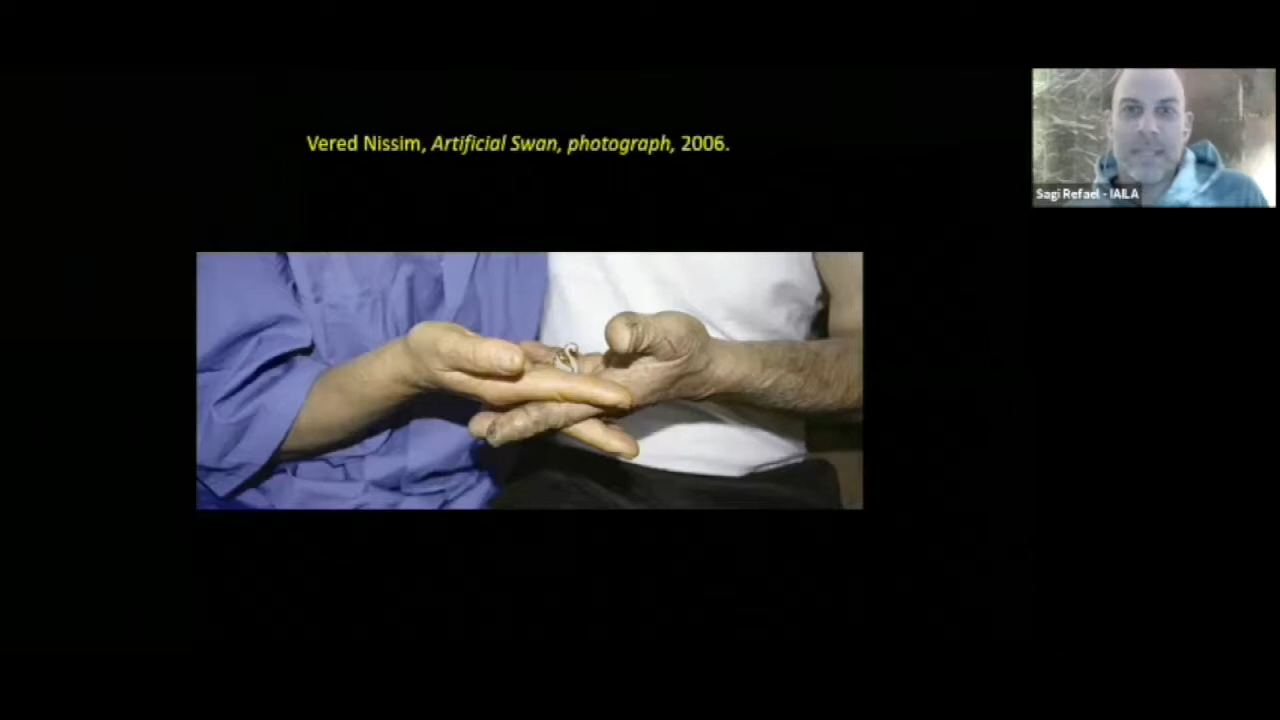 Vered Nissim, Artificial Swan, photograph, 2006.
Sagi Refael - IAILA